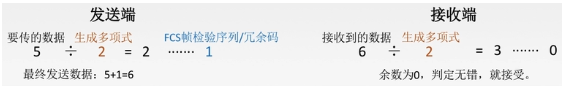 发送端
要传的数据 生成多项式 FCS帧检验序列/冗余码
5 ÷ 2 = 2 ······· 1
最终发送数据：5+1=6
接收端
接收到的数据 生成多项式
6 ÷ 2 = 3 ······· 0
余数为0，判定无错，就接受。